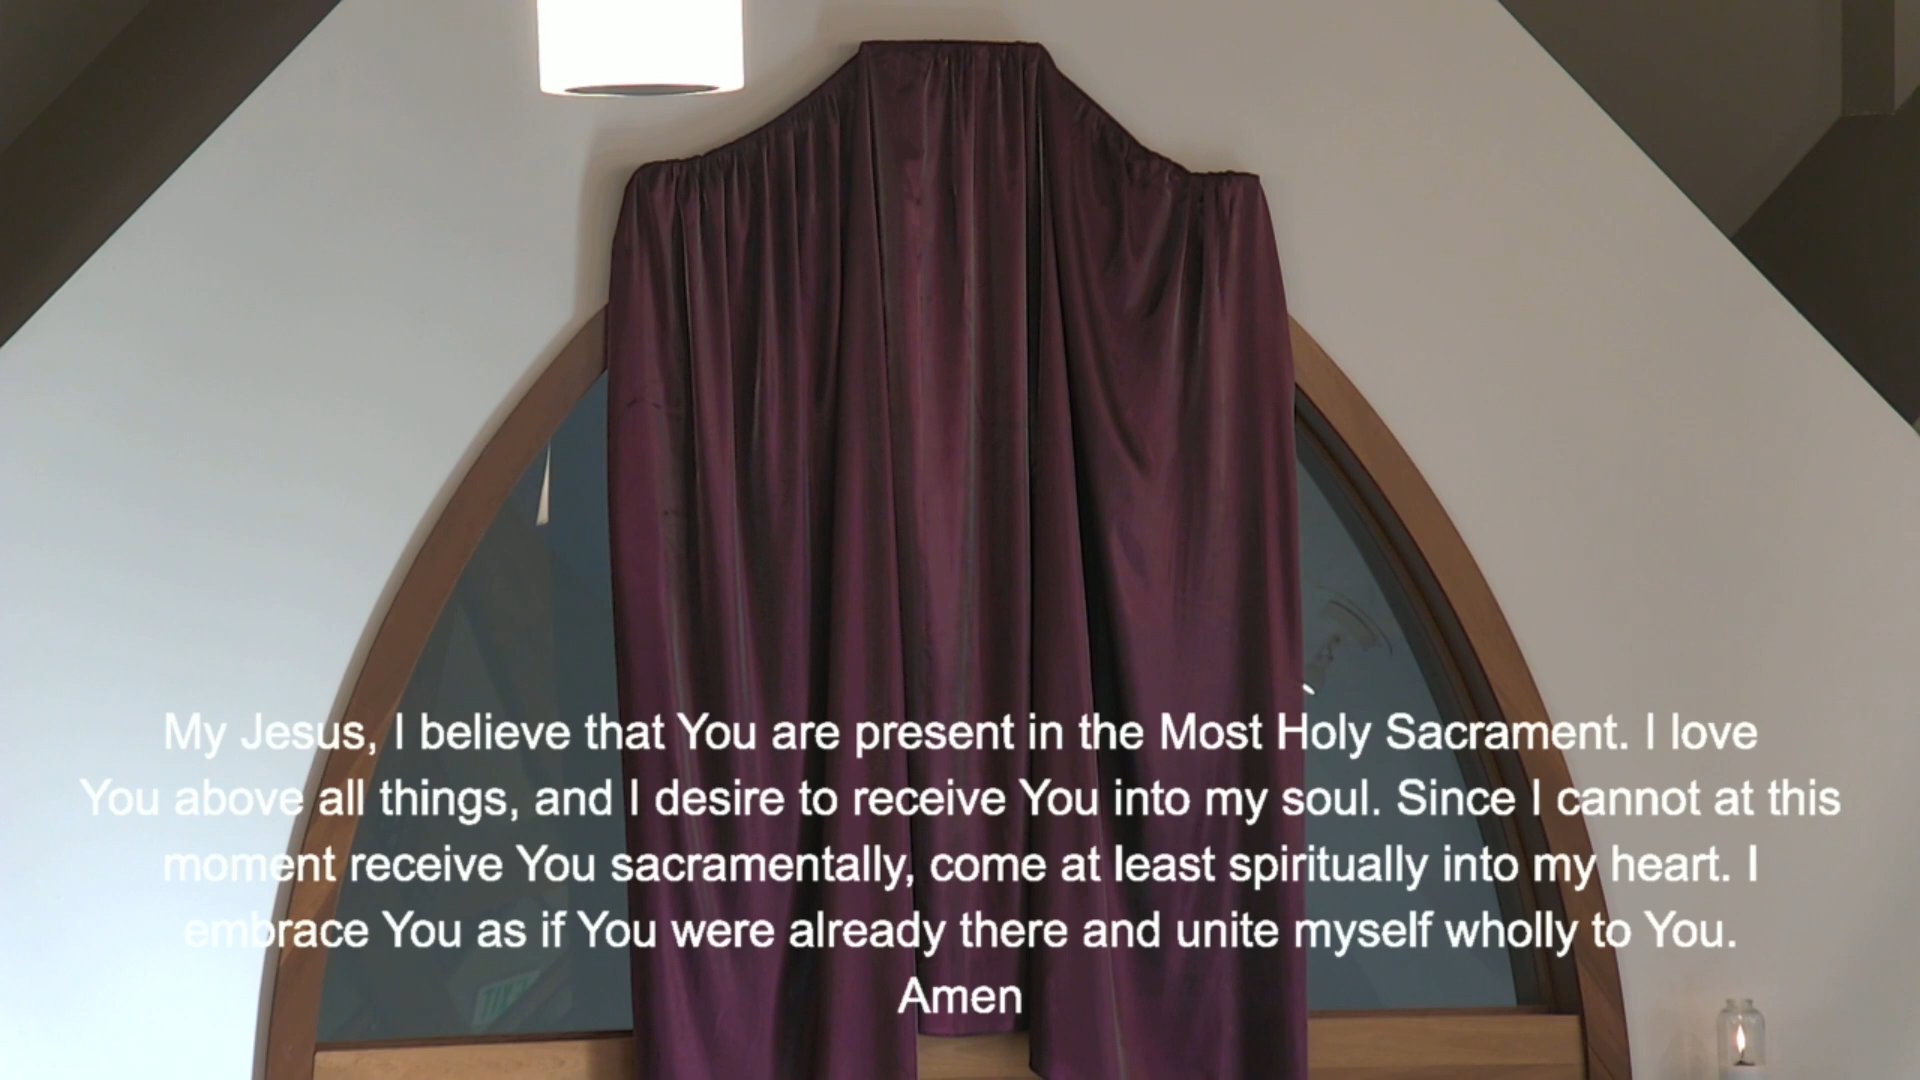 My Jesus, I believe that You are present in the Most Holy Sacrament. I love
You above all things, and I desire to receive You into my soul. Since I cannot at this
moment receive You sacramentally, come at least spiritually into my heart. I
embrace You as if You were already there and unite myself wholly to You.
Amen